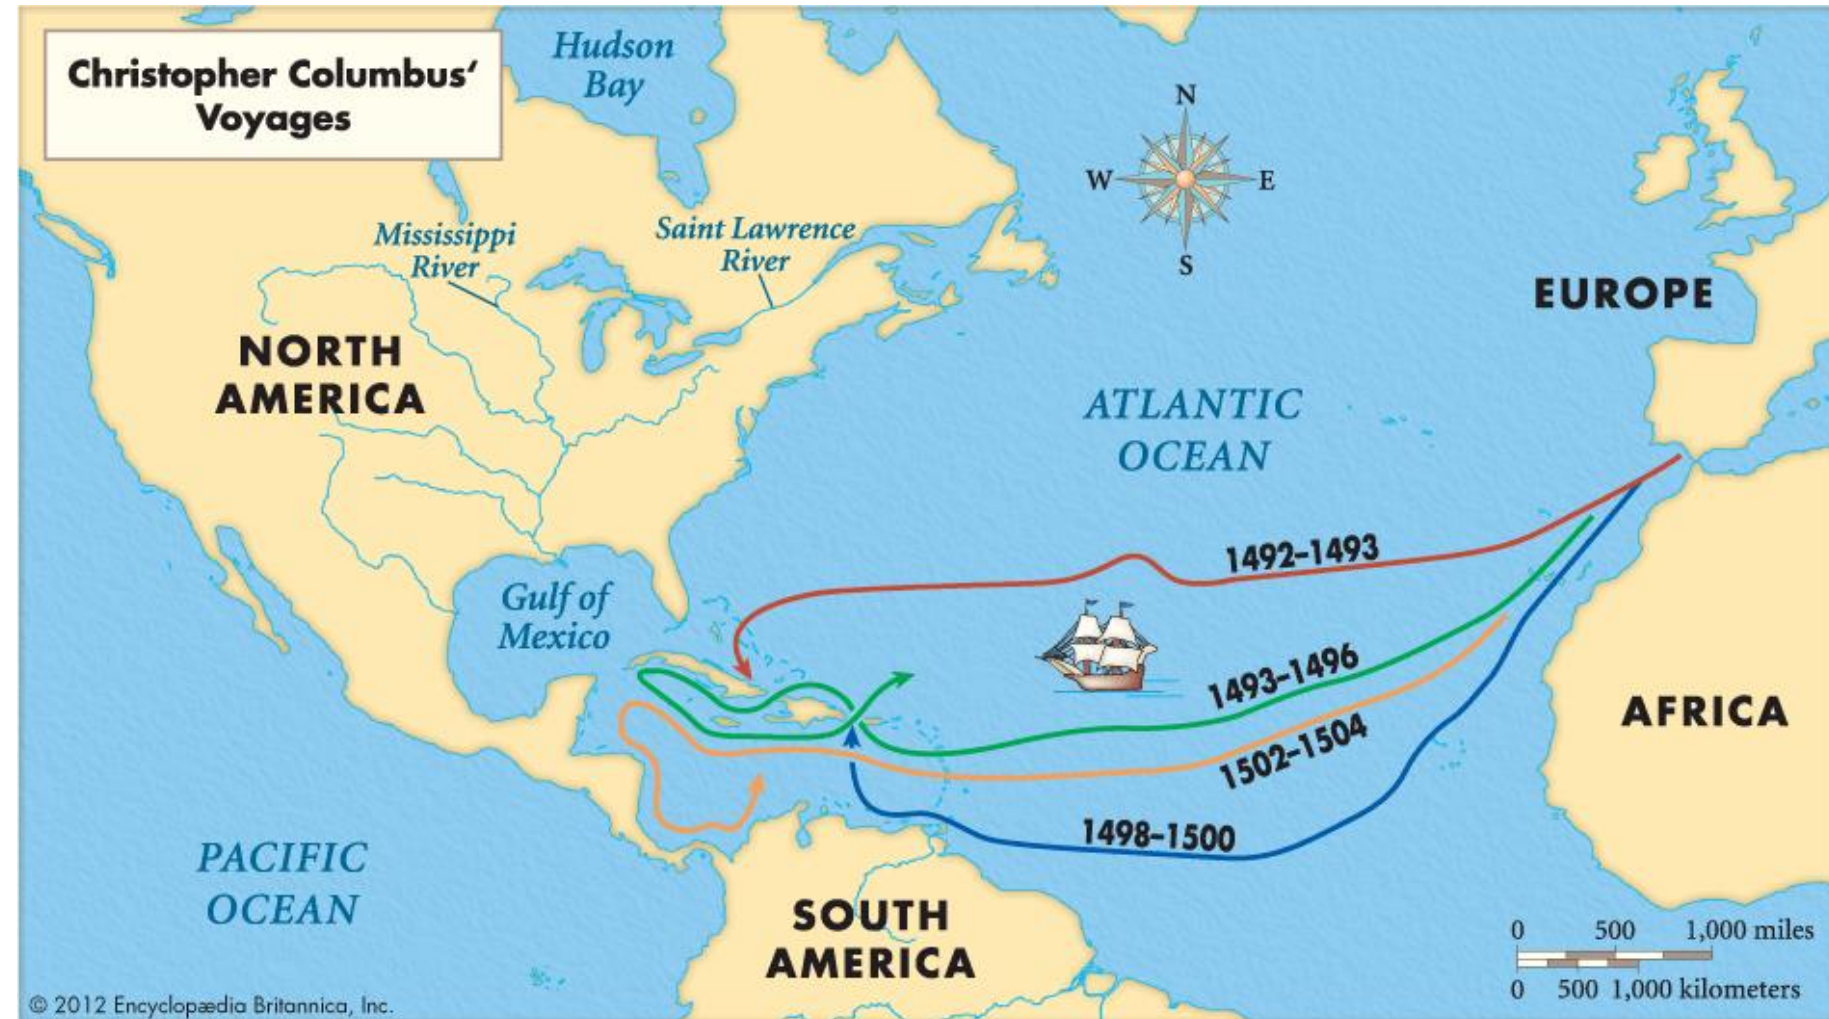 Christopher Columbus‘
Voyages
Hudson
Bay
N
W
E
S
Mississippi
River
Saint Lawrence
River
EUROPE
NORTH
AMERICA
ATLANTIC
OCEAN
1492–1493
Gulf of
Mexico
1493–1496
AFRICA
1502–1504
1498–1500
PACIFIC
OCEAN
SOUTH
AMERICA
0 500 1,000 miles
0 500 1,000 kilometers
© 2012 Encyclopædia Britannica, Inc.